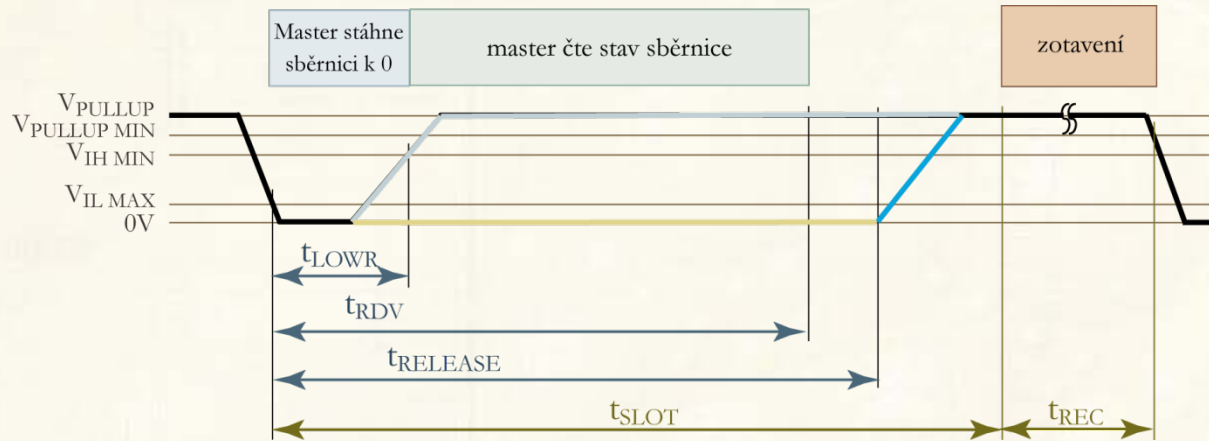 Master stáhne
sběrnici k 0
master čte stav sběrnice
zotavení
VPULLUP
VPULLUP MIN
VIH MIN
VIL MAX
0V
tLOWR
tRDV
tRELEASE
tSLOT
tREC